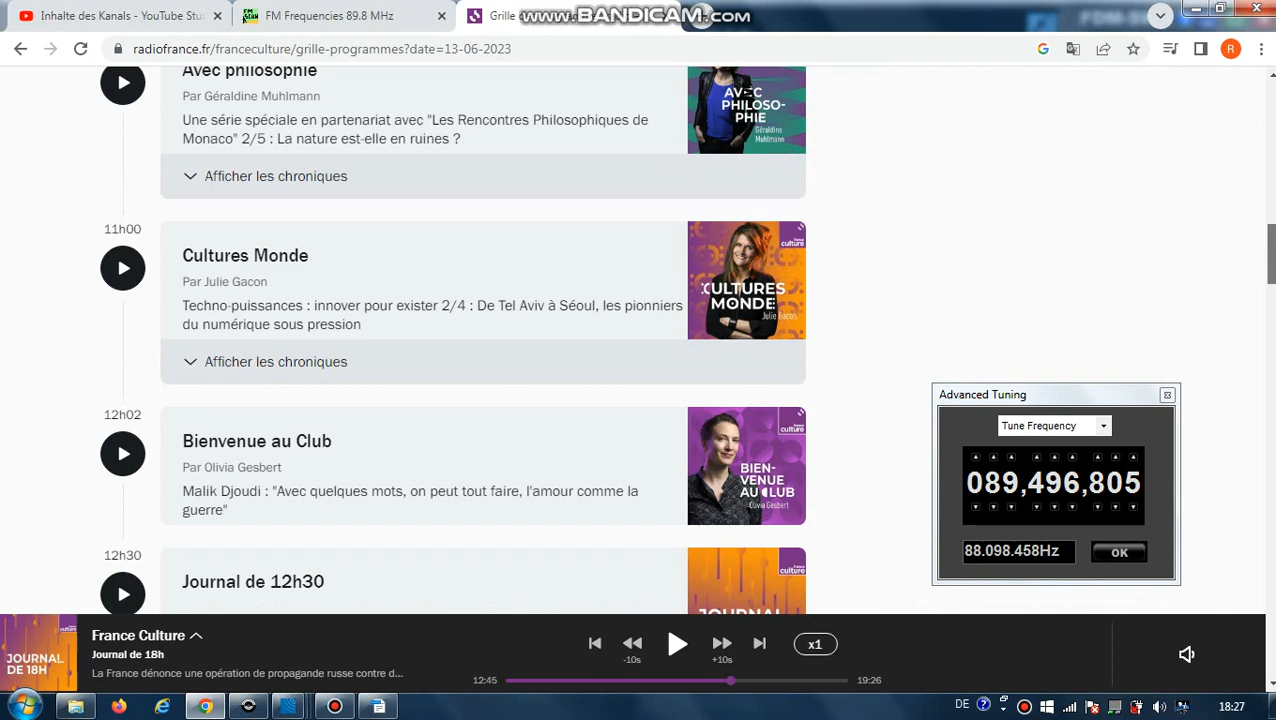 Inhalte des Kanals - YouTube Stu
FM Frequencies 89.8 MHz
Grille
www.BANDICAM.com
radiofrance.fr/franceculture/grille-programmes?date=13-06-2023
R
Avec philosophie
Par Géraldine Muhlmann
Une série spéciale en partenariat avec "Les Rencontres Philosophiques de
Monaco" 2/5 : La nature est-elle en ruines ?
AVEC
PHILOSO-
PHIE
Géraldine
Muhlmann
Afficher les chroniques
11h00
Cultures Monde
Par Julie Gacon
Techno-puissances : innover pour exister 2/4 : De Tel Aviv à Séoul, les pionniers
du numérique sous pression
france
culture
CULTURES
MONDE
Julie Gacon
Afficher les chroniques
12h02
Bienvenue au Club
Par Olivia Gesbert
Malik Djoudi : "Avec quelques mots, on peut tout faire, l'amour comme la
guerre"
france
culture
BIEN-
VENUE
AU CLUB
Olivia Gesbert
12h30
Journal de 12h30
france
culture
JOURNAL
Advanced Tuning
Tune Frequency
089,496,805
88.098.458Hz
OK
JOURNAL
DE 18H
France Culture
Journal de 18h
La France dénonce une opération de propagande russe contre d...
-10s
+10s
x1
12:45
19:26
DE
18:27